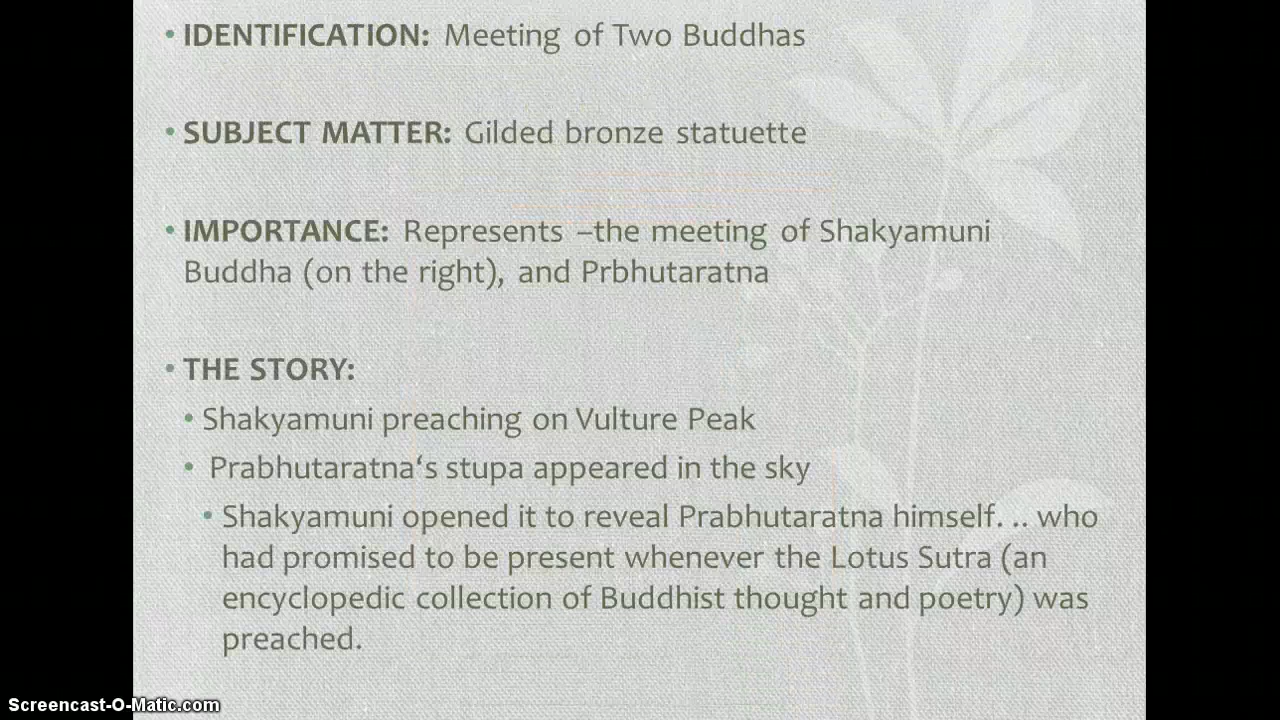 • IDENTIFICATION: Meeting of Two Buddhas
• SUBJECT MATTER: Gilded bronze statuette
• IMPORTANCE: Represents –the meeting of Shakyamuni
Buddha (on the right), and Prbhutaratna
• THE STORY:
• Shakyamuni preaching on Vulture Peak
• Prabhutaratna‘s stupa appeared in the sky
• Shakyamuni opened it to reveal Prabhutaratna himself. .. who
had promised to be present whenever the Lotus Sutra (an
encyclopedic collection of Buddhist thought and poetry) was
preached.
Screencast-O-Matic.com